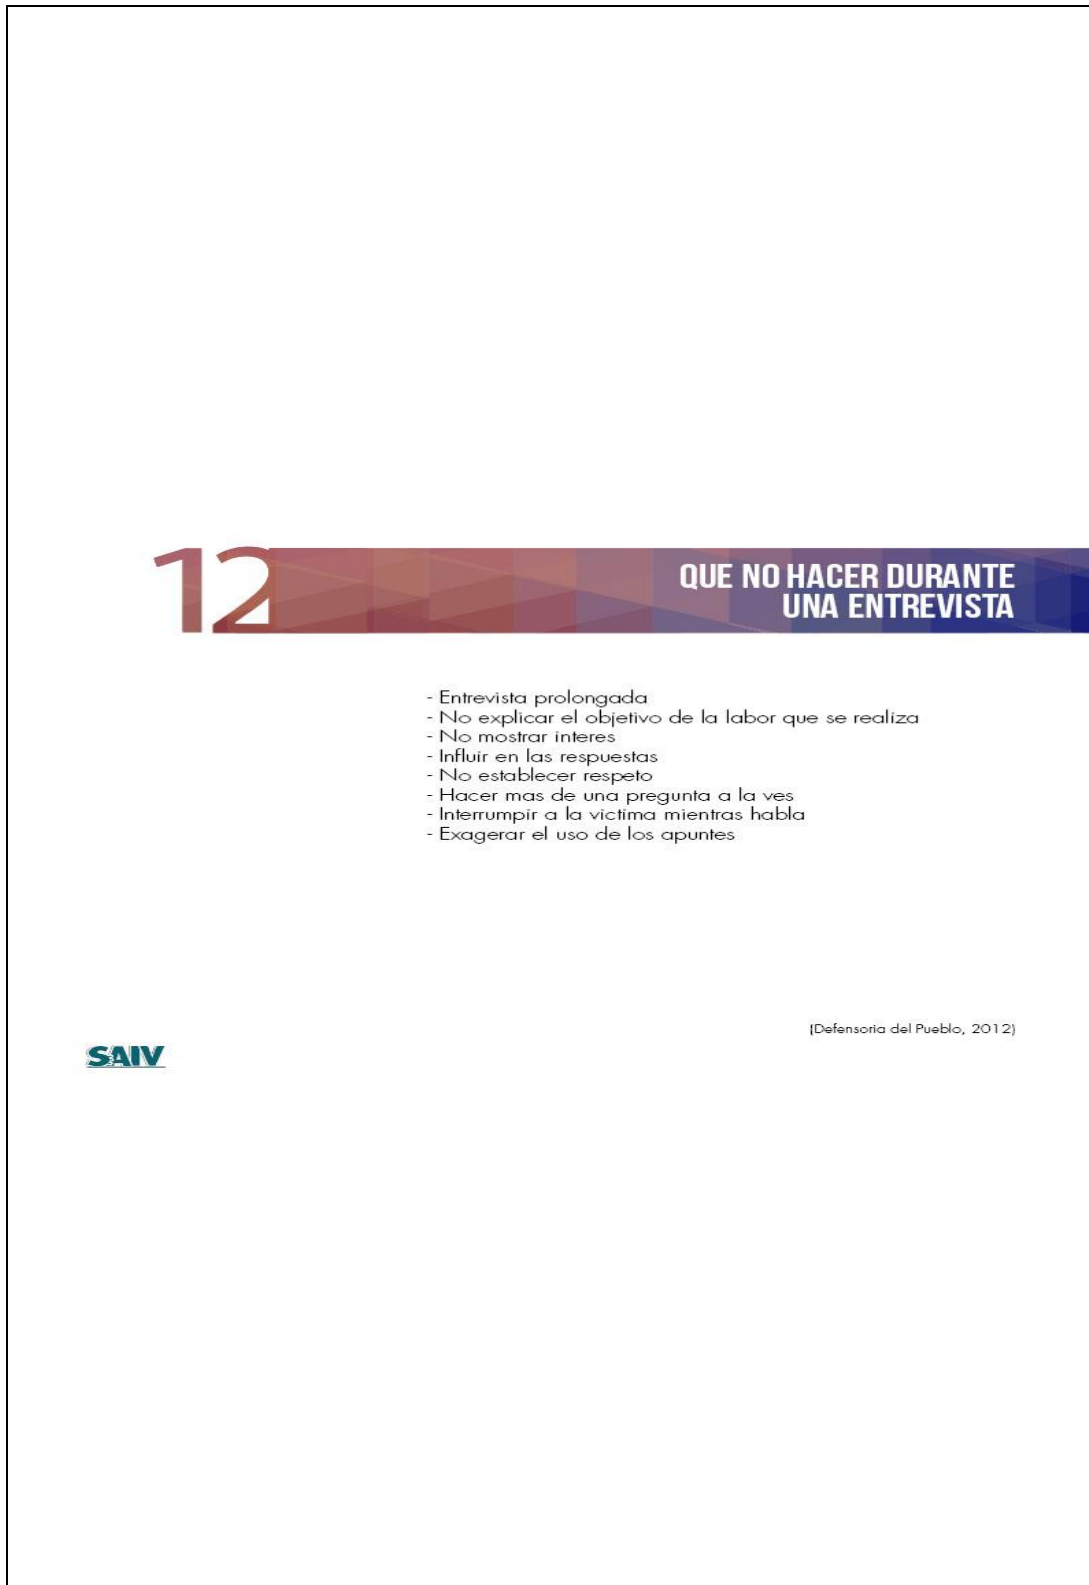 12
QUE NO HACER DURANTE
UNA ENTREVISTA
- Entrevista prolongada
- No explicar el objetivo de la labor que se realiza
- No mostrar interes
- Influir en las respuestas
- No establecer respeto
- Hacer mas de una pregunta a la ves
- Interrumpir a la victima mientras habla
- Exagerar el uso de los apuntes
(Defensoria del Pueblo, 2012)
SAIV